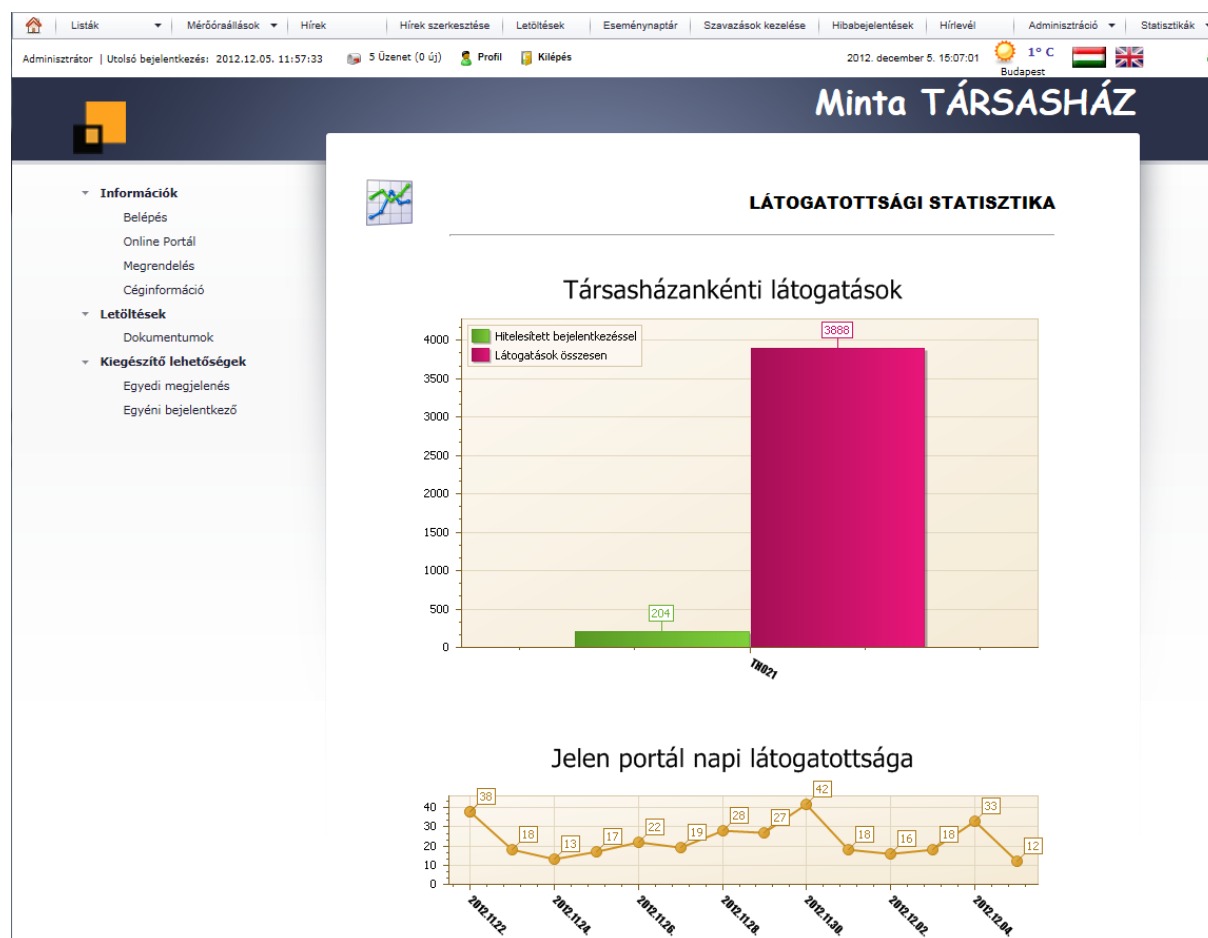 Listák Mérőóraállások Hírek Hírek szerkesztése Letöltések Eseménynaptár Szavazások kezelése Hibabejelentések Hírlevél Adminisztráció Statisztikák
Adminisztrátor | Utolsó bejelentkezés: 2012.12.05. 11:57:33 5 Üzenet (0 új) Profil Kilépés 2012. december 5. 15:07:01 1° C
Budapest
Minta TÁRSASHÁZ
Információk
Belépés
Online Portál
Megrendelés
Céginformáció
Letöltések
Dokumentumok
Kiegészítő lehetőségek
Egyedi megjelenés
Egyéni bejelentkező
LÁTOGATOTTSÁGI STATISZTIKA
Társasházankénti látogatások
Hitelesített bejelentkezéssel
Látogatások összesen
3888
204
4000
3500
3000
2500
2000
1500
1000
500
0
TH021
Jelen portál napi látogatottsága
40
30
20
10
0
38 18 13 17 22 19 28 27 42 18 16 18 33 12
2012.11.22. 2012.11.24. 2012.11.26. 2012.11.28. 2012.11.30. 2012.12.02. 2012.12.04.